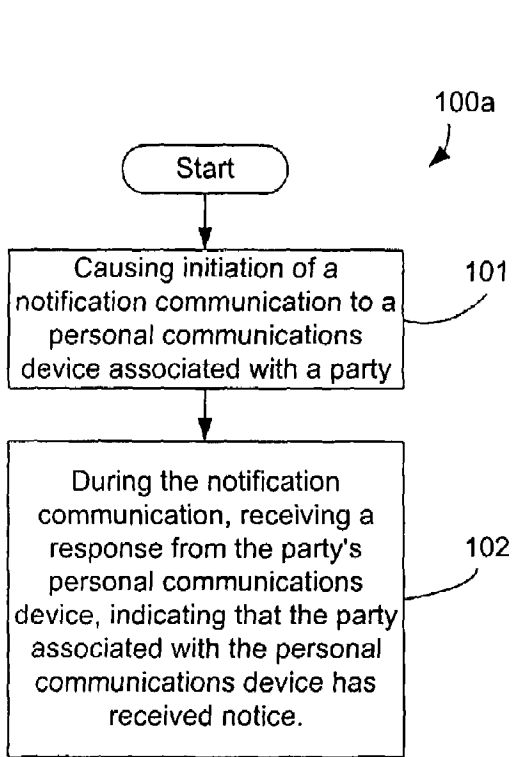 100a
Start
Causing initiation of a
notification communication to a
personal communications
device associated with a party
101
During the notification
communication, receiving a
response from the party's
personal communications
device, indicating that the party
associated with the personal
communications device has
received notice.
102